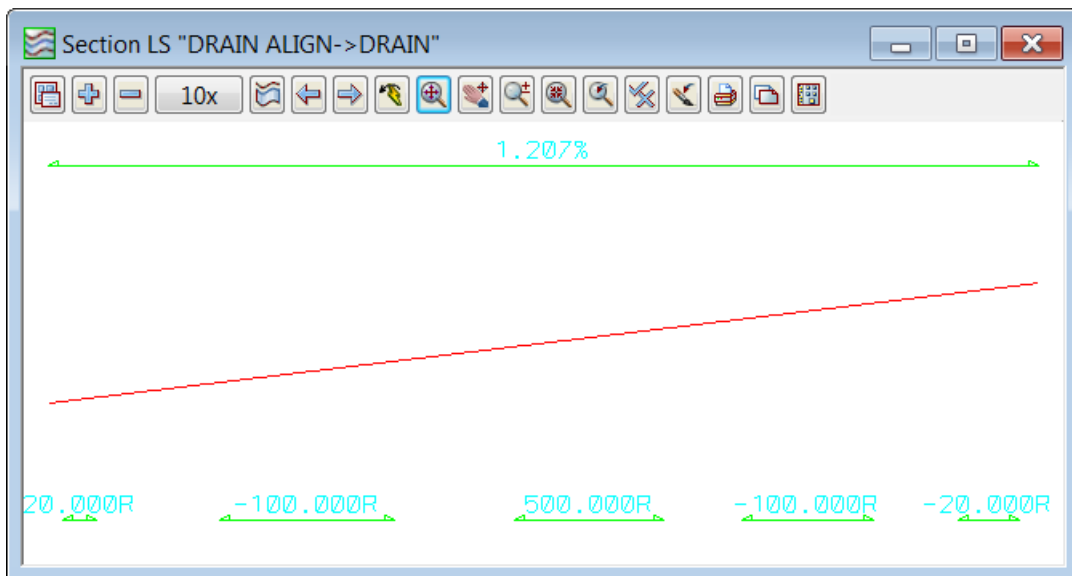 Section LS "DRAIN ALIGN->DRAIN"
10x
1.207%
20.000R -100.000R 500.000R -100.000R -20.000R